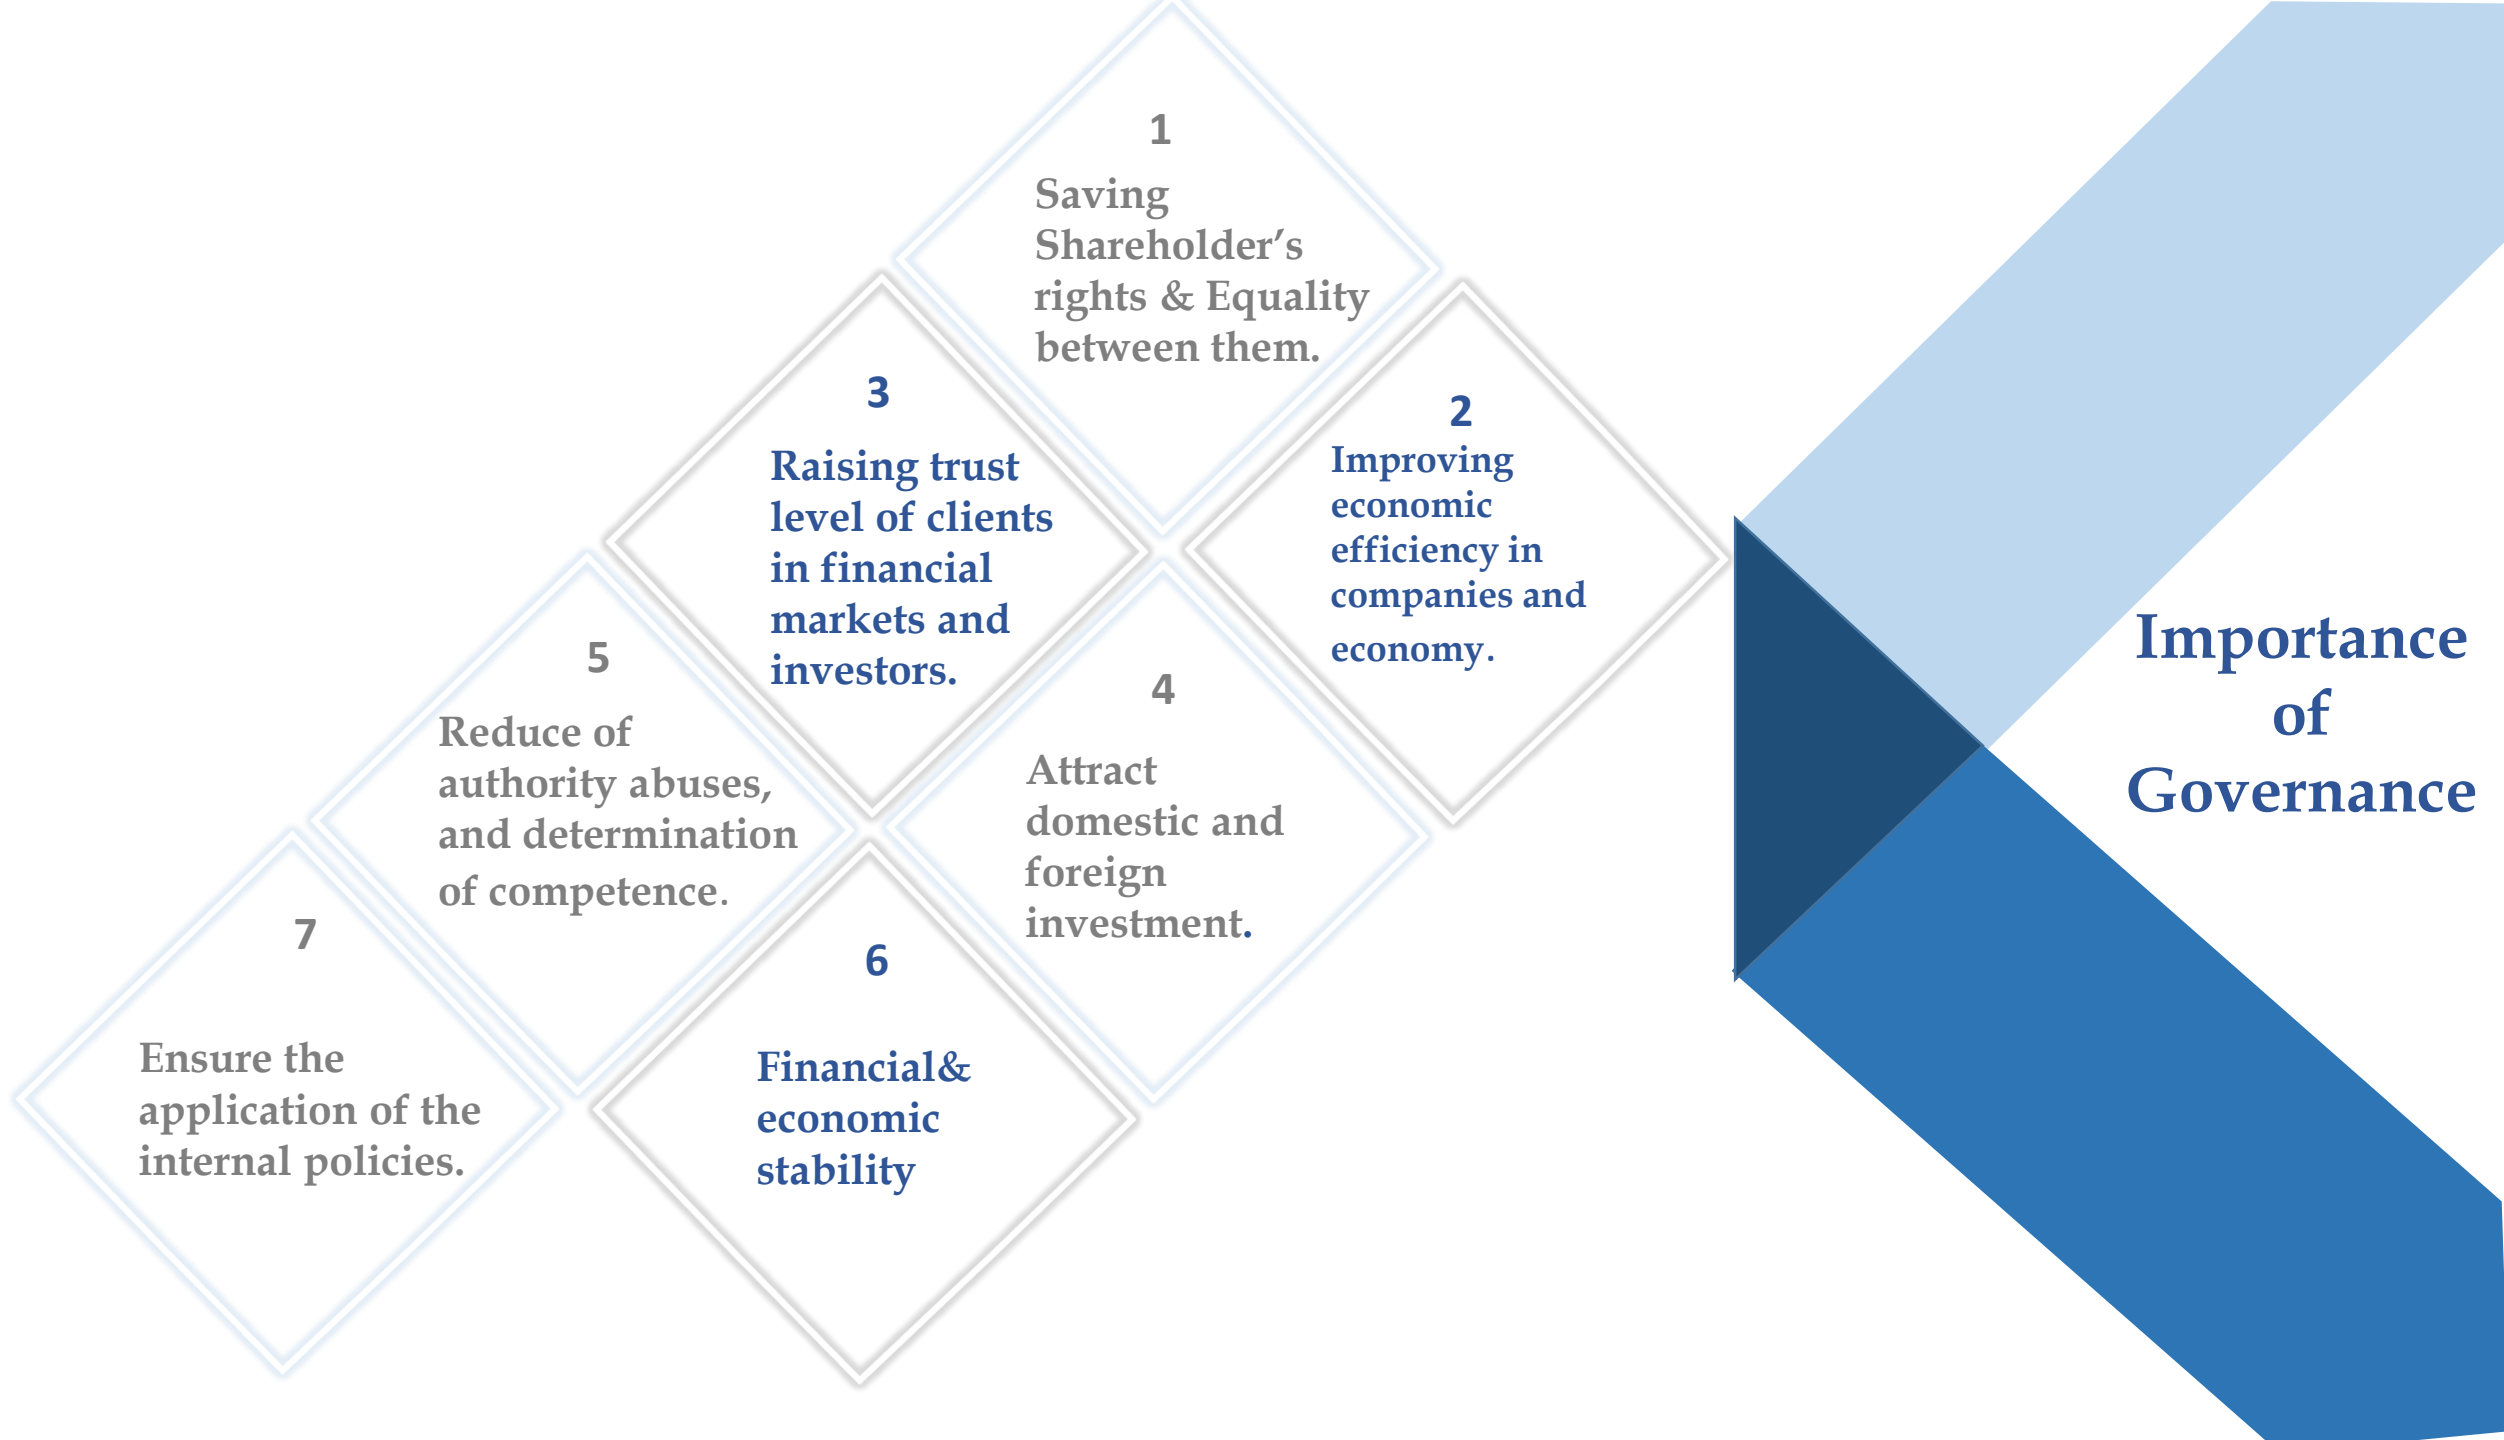 1
Saving
Shareholder’s
rights & Equality
between them.
2
Improving
economic
efficiency in
companies and
economy.
3
Raising trust
level of clients
in financial
markets and
investors.
4
Attract
domestic and
foreign
investment.
5
Reduce of
authority abuses,
and determination
of competence.
6
Financial&
economic
stability
7
Ensure the
application of the
internal policies.
Importance
of
Governance